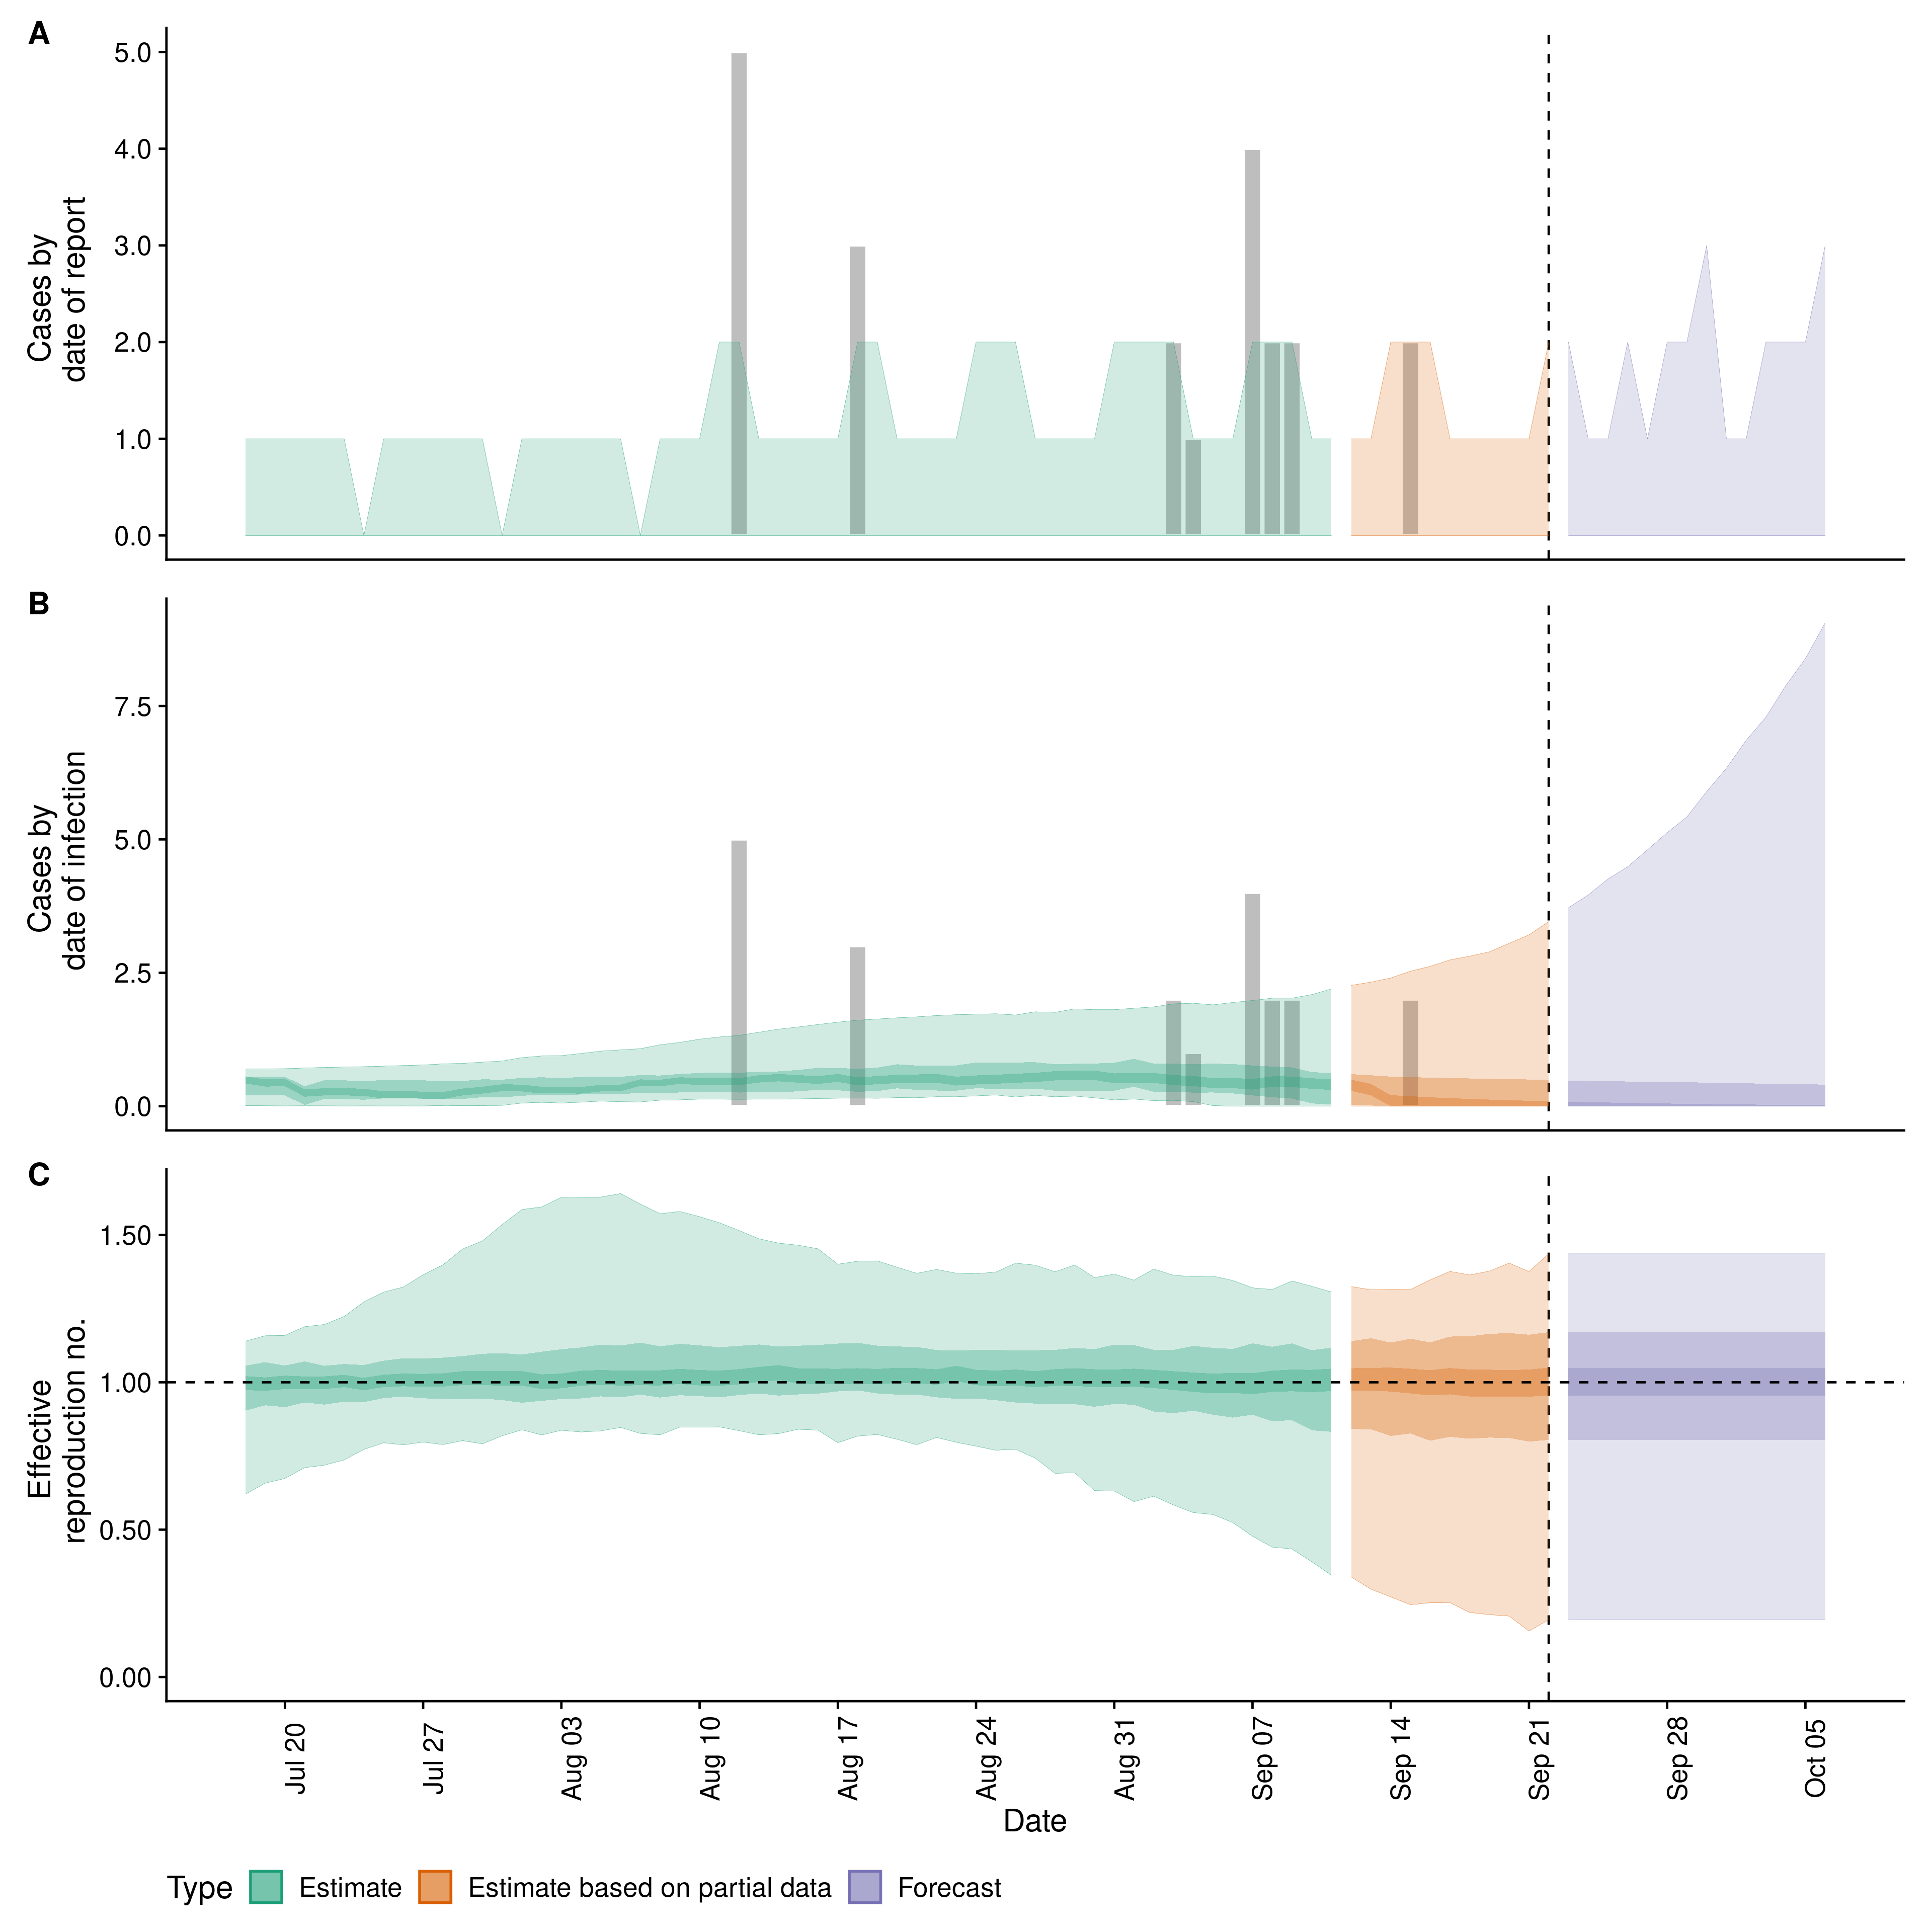 A
5.0
4.0
3.0
2.0
1.0
0.0
Cases by
date of report
B
7.5
5.0
2.5
0.0
Cases by
date of infection
C
1.50
1.00
0.50
0.00
Effective
reproduction no.
Jul 20
Jul 27
Aug 03
Aug 10
Aug 17
Aug 24
Aug 31
Sep 07
Sep 14
Sep 21
Sep 28
Oct 05
Date
Type Estimate Estimate based on partial data Forecast